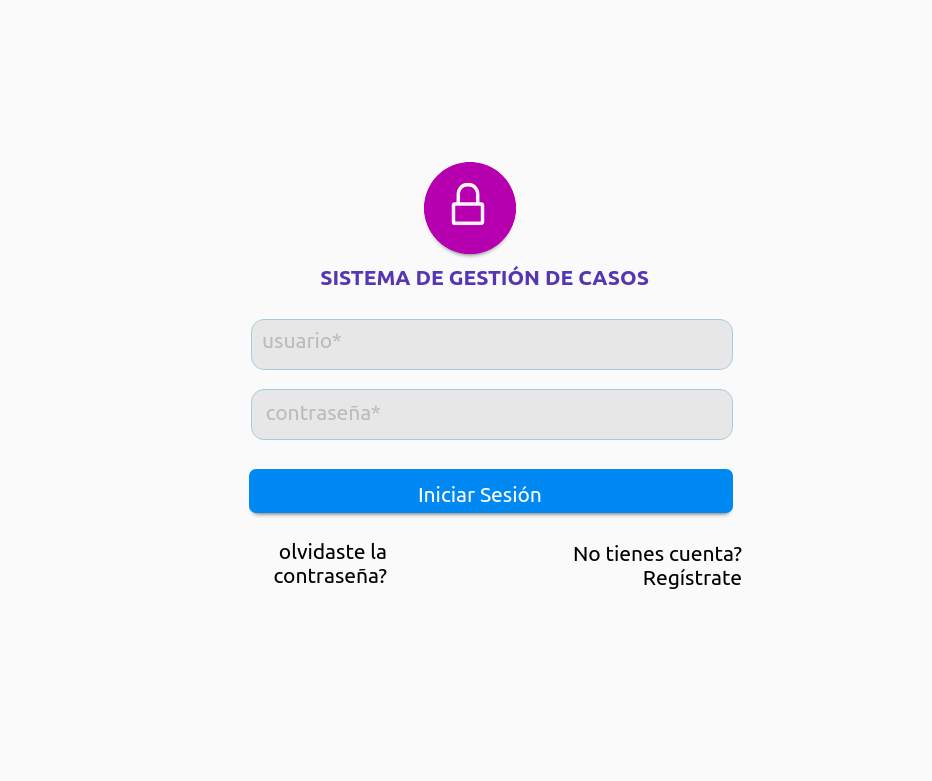 SISTEMA DE GESTIÓN DE CASOS
usuario*
contraseña*
Iniciar Sesión
olvidaste la
contraseña?
No tienes cuenta?
Regístrate